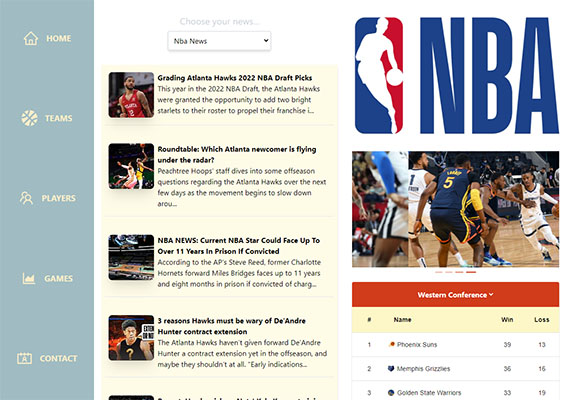 HOME
TEAMS
PLAYERS
GAMES
CONTACT
Choose your news...
Nba News
Grading Atlanta Hawks 2022 NBA Draft Picks
This year in the 2022 NBA Draft, the Atlanta Hawks
were granted the opportunity to add two bright
starlets to their roster to propel their franchise i...
Roundtable: Which Atlanta newcomer is flying
under the radar?
Peachtree Hoops' staff dives into some offseason
questions regarding the Atlanta Hawks over the next
few days as the movement begins to slow down
arou...
NBA NEWS: Current NBA Star Could Face Up To
Over 11 Years In Prison If Convicted
According to the AP's Steve Reed, former Charlotte
Hornets forward Miles Bridges faces up to 11 years
and eight months in prison if convicted of charg...
3 reasons Hawks must be wary of De'Andre
Hunter contract extension
The Atlanta Hawks haven't given forward De'Andre
Hunter a contract extension yet in the offseason, and
maybe they shouldn't at all. "Early indications...
NBA
5
Western Conference
# Name Win Loss
1 Phoenix Suns 39 13
2 Memphis Grizzlies 36 15
3 Golden State Warriors 33 19